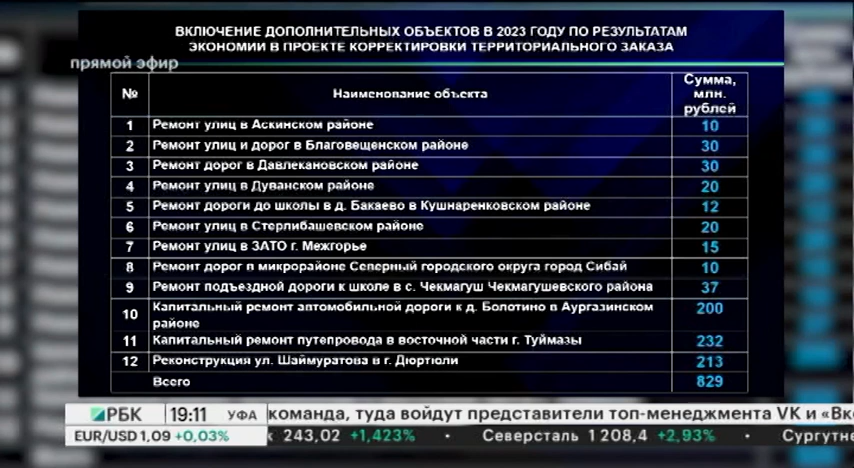 ВКЛЮЧЕНИЕ ДОПОЛНИТЕЛЬНЫХ ОБЪЕКТОВ В 2023 ГОДУ ПО РЕЗУЛЬТАТАМ
ЭКОНОМИИ В ПРОЕКТЕ КОРРЕКТИРОВКИ ТЕРРИТОРИАЛЬНОГО ЗАКАЗА
прямой эфир
№ Наименование объекта Сумма,
млн.
рублей
1 Ремонт улиц в Аскинском районе 10
2 Ремонт улиц и дорог в Благовещенском районе 30
3 Ремонт дорог в Давлекановском районе 30
4 Ремонт улиц в Дуванском районе 20
5 Ремонт дороги до школы в д. Бакаево в Кушнаренковском районе 12
6 Ремонт улиц в Стерлибашевском районе 20
7 Ремонт улиц в ЗАТО г. Межгорье 15
8 Ремонт дорог в микрорайоне Северный городского округа город Сибай 10
9 Ремонт подъездной дороги к школе в с. Чекмагуш Чекмагушевского района 37
10 Капитальный ремонт автомобильной дороги к д. Болотино в Аургазинском 200
районе
11 Капитальный ремонт путепровода в восточной части г. Туймазы 232
12 Реконструкция ул. Шаймуратова в г. Дюртюли 213
Всего 829
РБК 19:11 УФА команда, туда войдут представители топ-менеджмента VK и «Вк
EUR/USD 1,09 +0,03% к 243,02 +1,423% • Северсталь 1 208,4 +2,93% • Сургутне